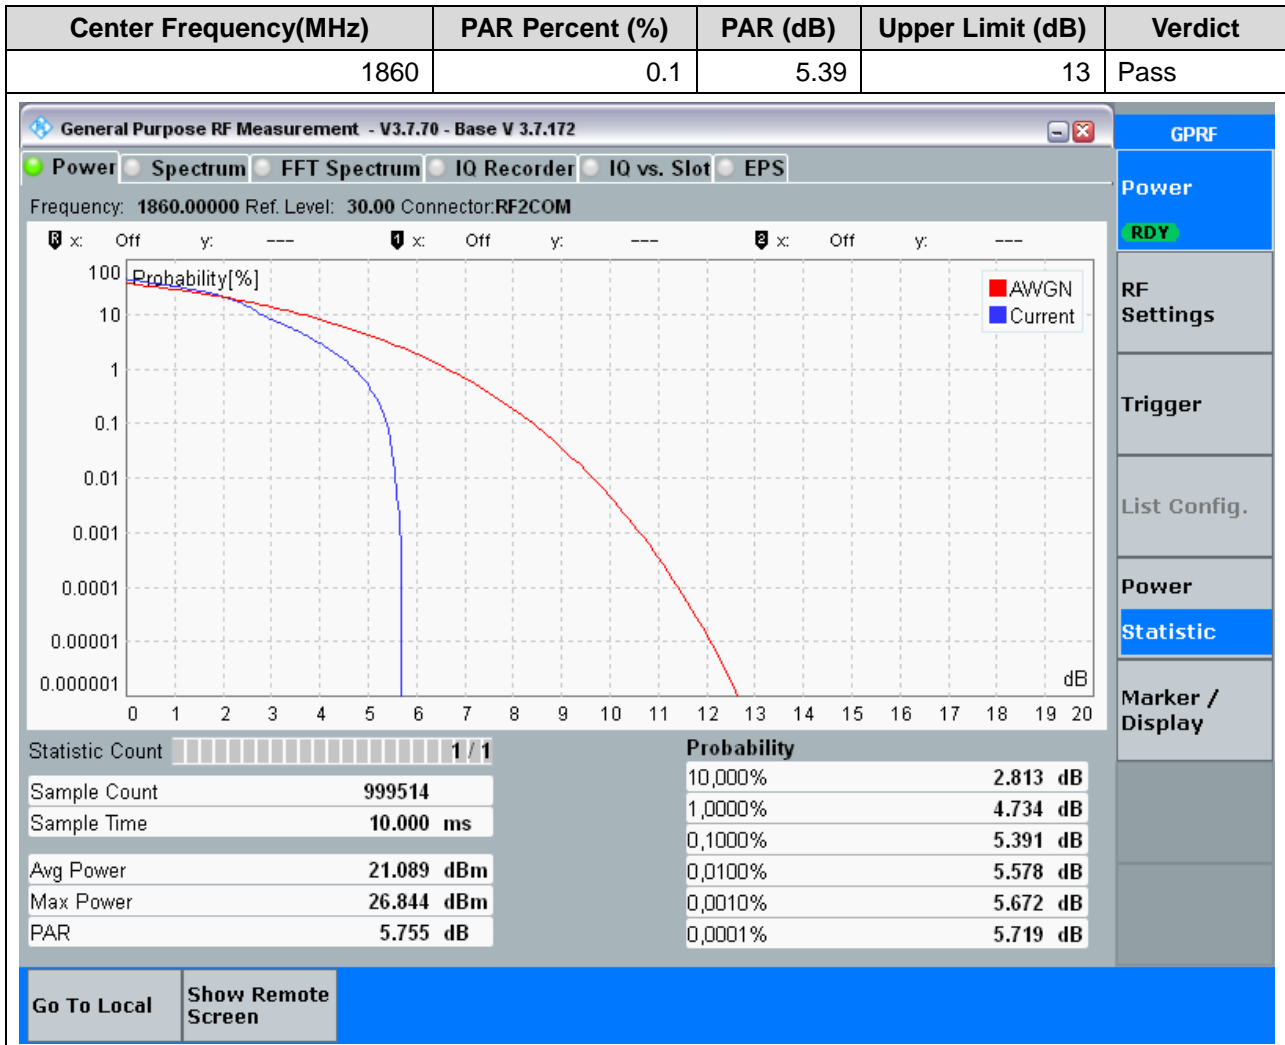 Center Frequency(MHz) PAR Percent (%) PAR (dB) Upper Limit (dB) Verdict
1860 0.1 5.39 13 Pass
General Purpose RF Measurement - V3.7.70 - Base V 3.7.172
GPRF
Power Spectrum FFT Spectrum IQ Recorder IQ vs. Slot EPS
Power
RDY
Frequency: 1860.00000 Ref. Level: 30.00 Connector:RF2COM
R x: Off y: --- 1 x: Off y: --- 2 x: Off y: ---
Probability[%]
AWGN
Current
100
10
1
0.1
0.01
0.001
0.0001
0.00001
0.000001
dB
0 1 2 3 4 5 6 7 8 9 10 11 12 13 14 15 16 17 18 19 20
RF
Settings
Trigger
List Config.
Power
Statistic
Marker /
Display
Statistic Count 1 / 1
Sample Count 999514
Sample Time 10.000 ms
Avg Power 21.089 dBm
Max Power 26.844 dBm
PAR 5.755 dB
Probability
10,000% 2.813 dB
1,0000% 4.734 dB
0,1000% 5.391 dB
0,0100% 5.578 dB
0,0010% 5.672 dB
0,0001% 5.719 dB
Go To Local
Show Remote
Screen